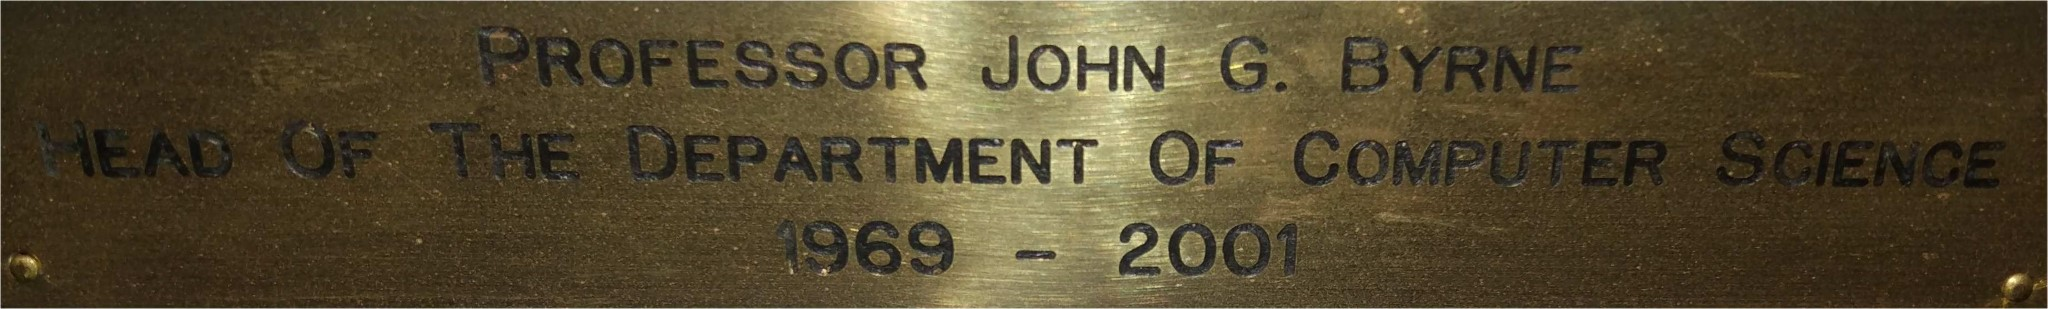 PROFESSOR JOHN G. BYRNE
HEAD OF THE DEPARTMENT OF COMPUTER SCIENCE
1969 - 2001